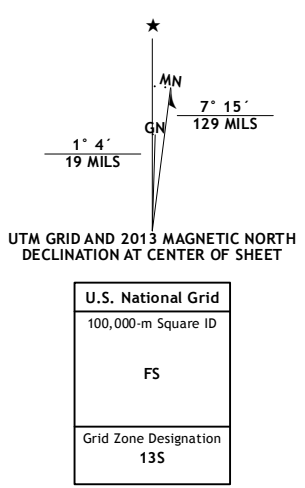 ★
MN
7° 15´
129 MILS
GN
1° 4´
19 MILS
UTM GRID AND 2013 MAGNETIC NORTH
DECLINATION AT CENTER OF SHEET
U.S. National Grid
100,000-m Square ID
FS
Grid Zone Designation
13S